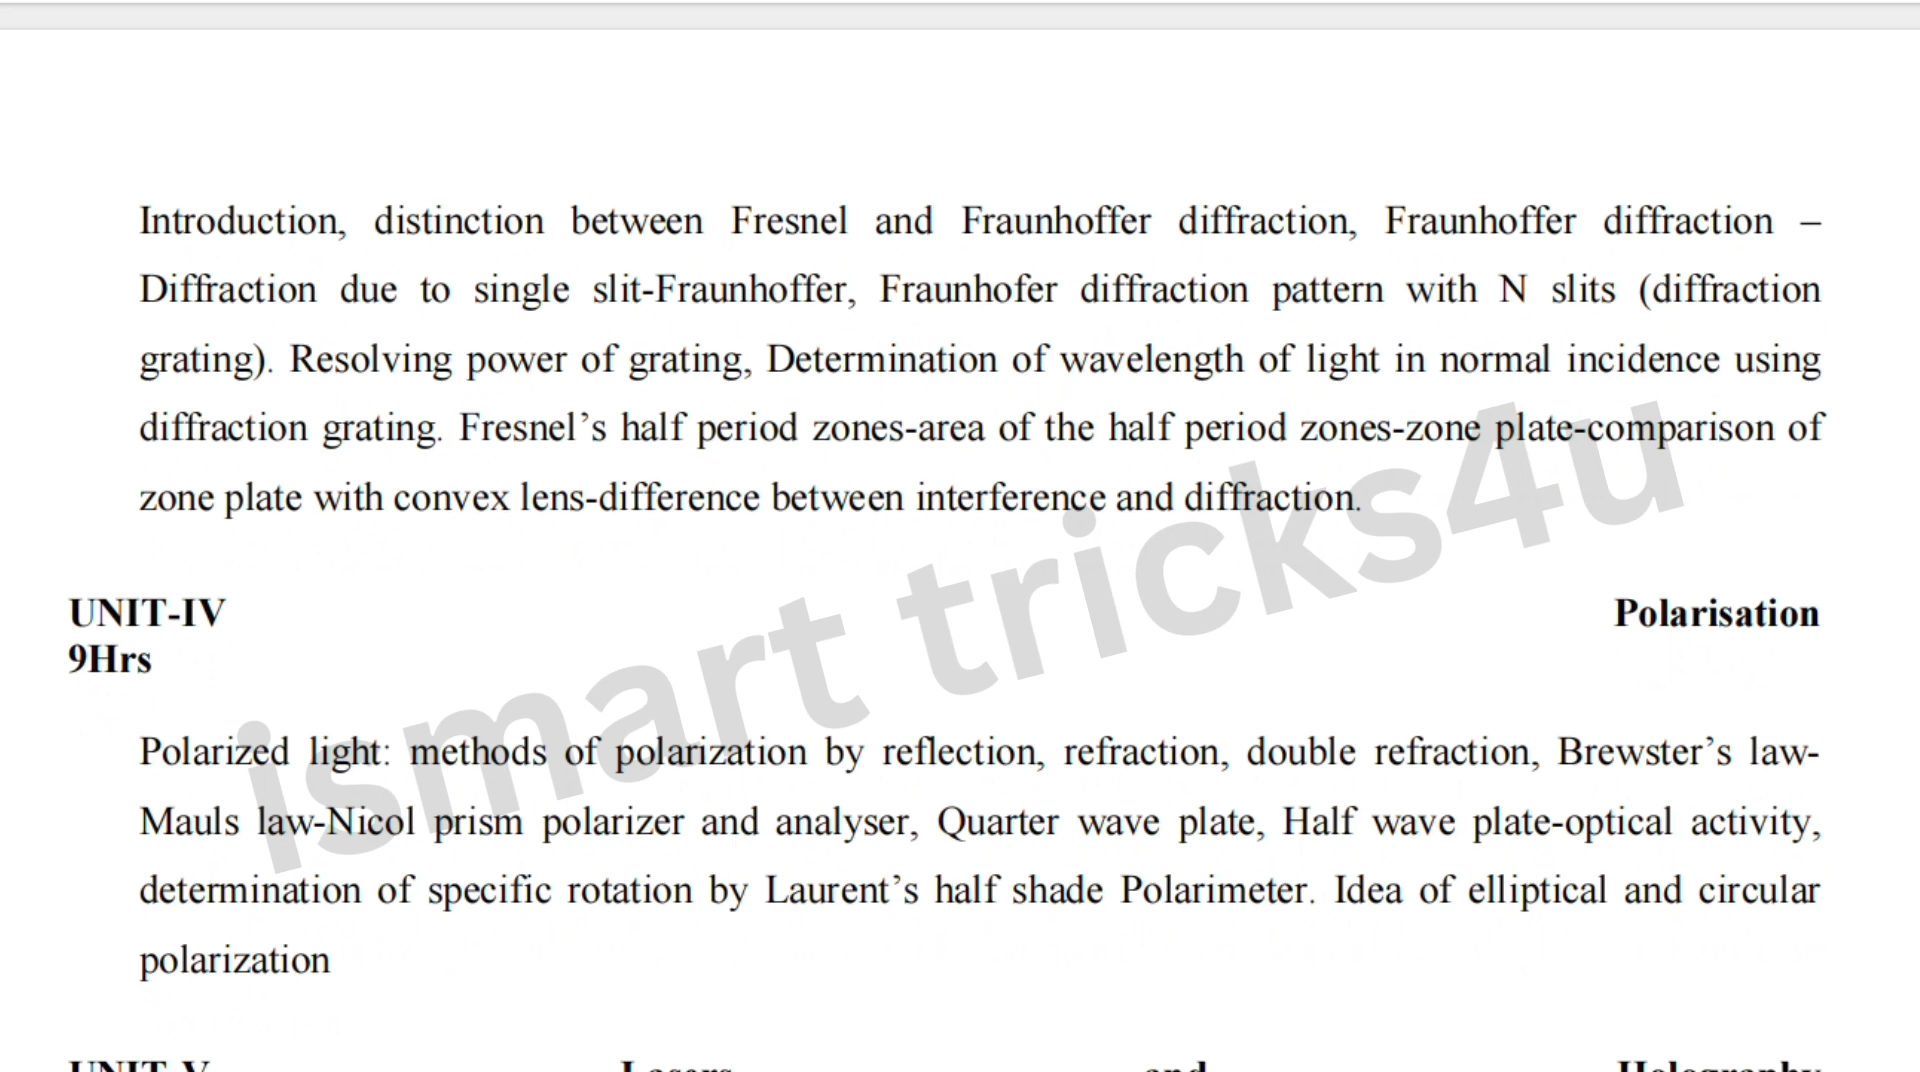 Introduction, distinction between Fresnel and Fraunhoffer diffraction, Fraunhoffer diffraction –
Diffraction due to single slit-Fraunhoffer, Fraunhofer diffraction pattern with N slits (diffraction
grating). Resolving power of grating, Determination of wavelength of light in normal incidence using
diffraction grating. Fresnel’s half period zones-area of the half period zones-zone plate-comparison of
zone plate with convex lens-difference between interference and diffraction.
UNIT-IV Polarisation
9Hrs
Polarized light: methods of polarization by reflection, refraction, double refraction, Brewster’s law-
Mauls law-Nicol prism polarizer and analyser, Quarter wave plate, Half wave plate-optical activity,
determination of specific rotation by Laurent’s half shade Polarimeter. Idea of elliptical and circular
polarization
UNIT-V Lasers and Holography
ismart tricks4u